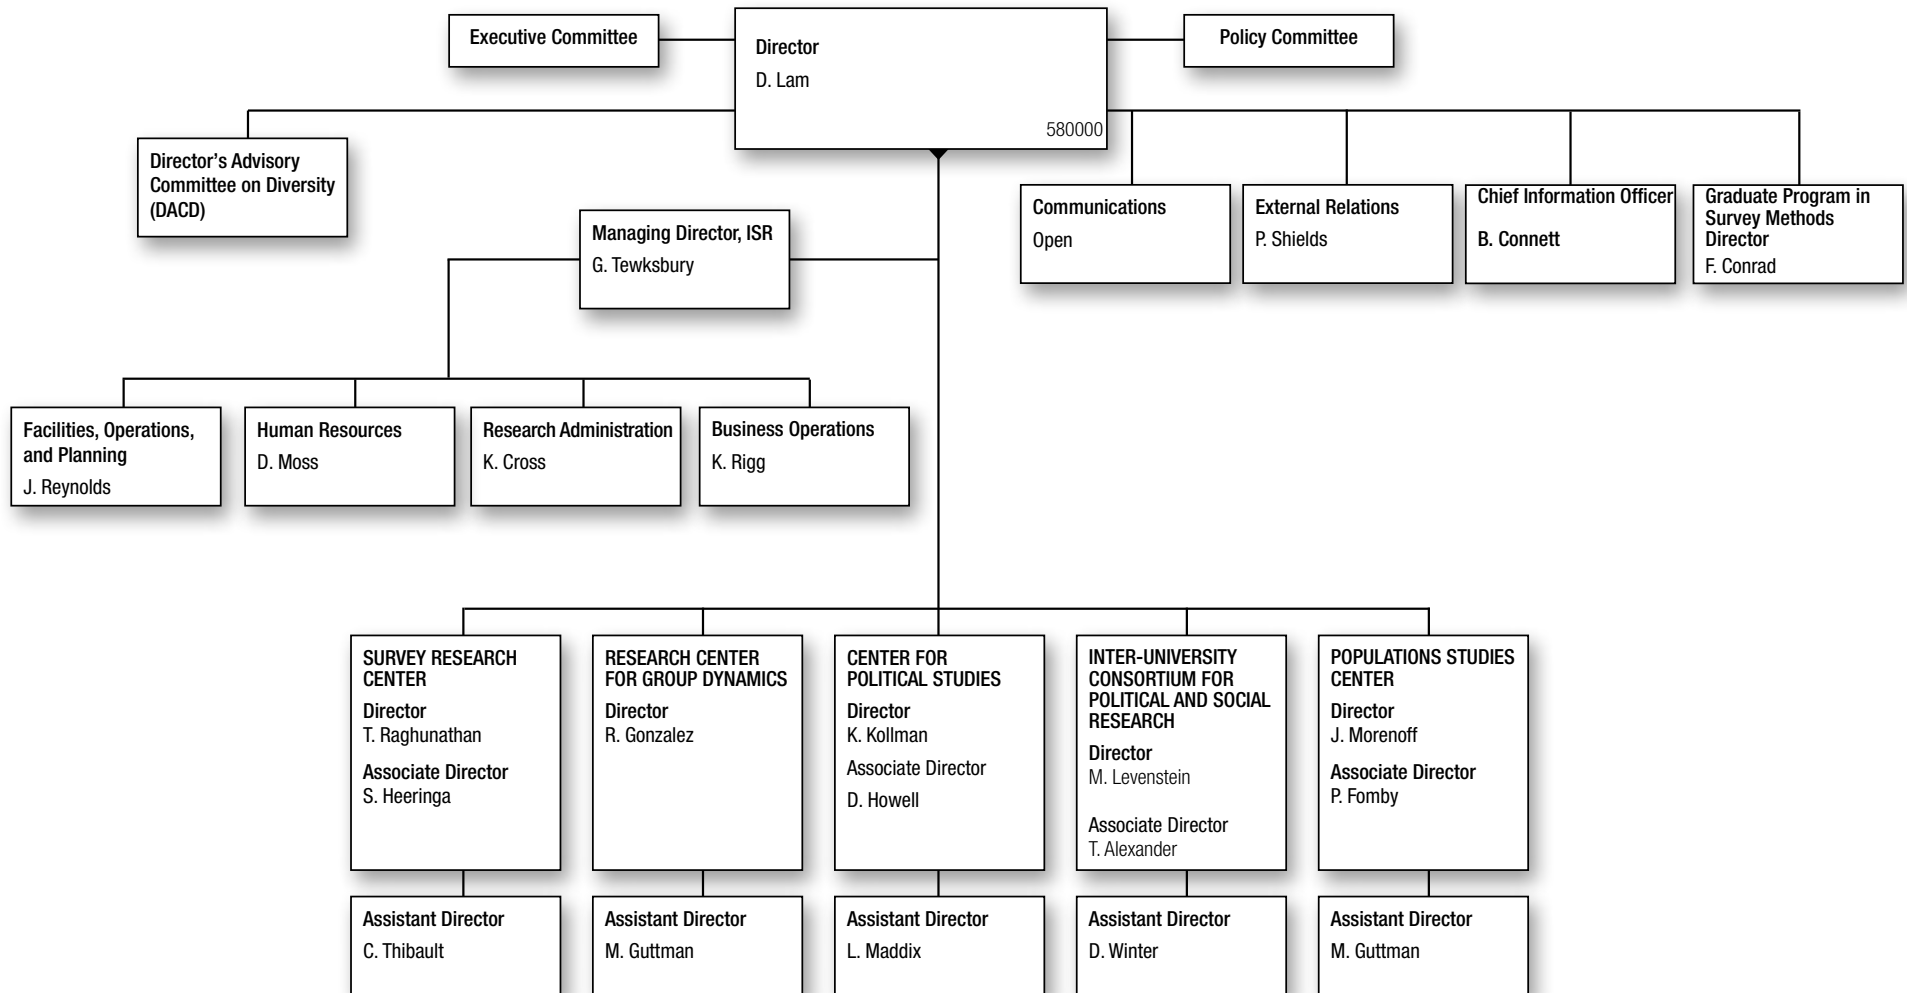 Executive Committee
Director
D. Lam
580000
Policy Committee
Director's Advisory
Committee on Diversity
(DACD)
Managing Director, ISR
G. Tewksbury
Communications
Open
External Relations
P. Shields
Chief Information Officer
B. Connett
Graduate Program in
Survey Methods
Director
F. Conrad
Facilities, Operations,
and Planning
J. Reynolds
Human Resources
D. Moss
Research Administration
K. Cross
Business Operations
K. Rigg
SURVEY RESEARCH
CENTER
Director
T. Raghunathan
Associate Director
S. Heeringa
RESEARCH CENTER
FOR GROUP DYNAMICS
Director
R. Gonzalez
CENTER FOR
POLITICAL STUDIES
Director
K. Kollman
Associate Director
D. Howell
INTER-UNIVERSITY
CONSORTIUM FOR
POLITICAL AND SOCIAL
RESEARCH
Director
M. Levenstein
Associate Director
T. Alexander
POPULATIONS STUDIES
CENTER
Director
J. Morenoff
Associate Director
P. Fomby
Assistant Director
C. Thibault
Assistant Director
M. Guttman
Assistant Director
L. Maddix
Assistant Director
D. Winter
Assistant Director
M. Guttman